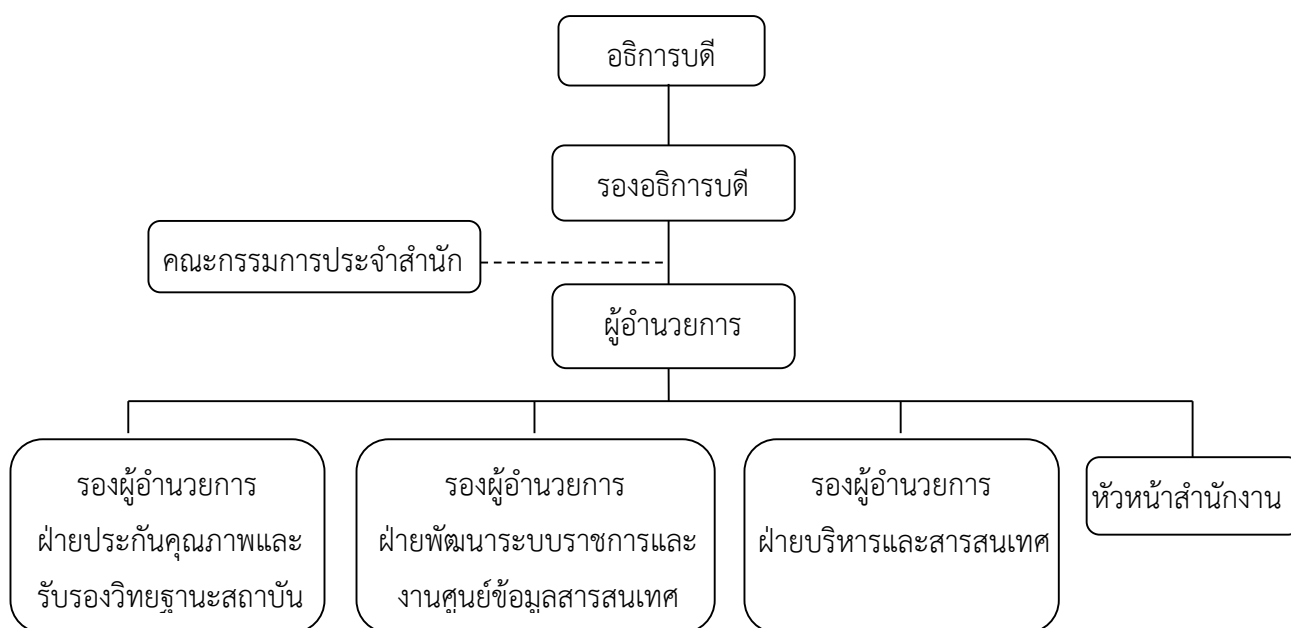 อธิการบดี
รองอธิการบดี
คณะกรรมการประจำสำนัก
ผู้อำนวยการ
รองผู้อำนวยการ
ฝ่ายประกันคุณภาพและ
รับรองวิทยฐานะสถาบัน
รองผู้อำนวยการ
ฝ่ายพัฒนาระบบราชการและ
งานศูนย์ข้อมูลสารสนเทศ
รองผู้อำนวยการ
ฝ่ายบริหารและสารสนเทศ
หัวหน้าสำนักงาน